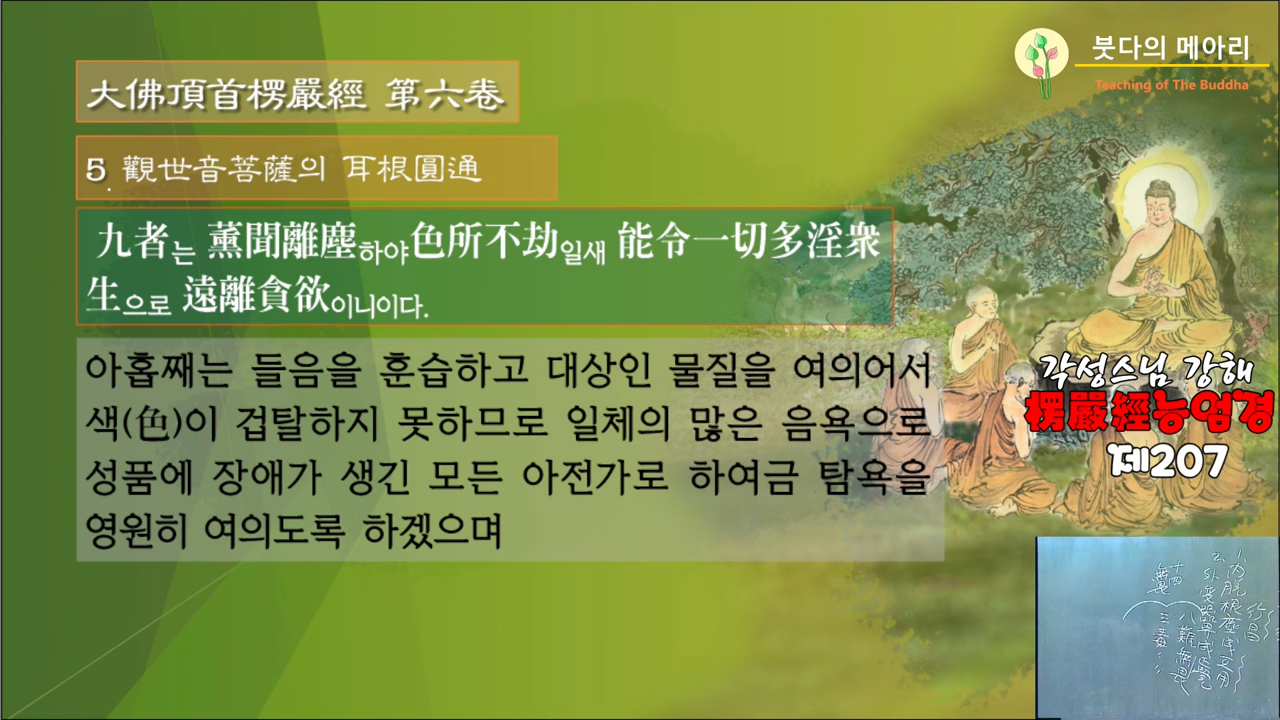 붓다의 메아리
Teaching of The Buddha
大佛頂首楞嚴經 第六卷
5. 觀世音菩薩의 耳根圓通
九者는 薰聞離塵하야色所不劫일새 能令一切多淫衆
生으로 遠離貪欲이니이다.
아홉째는 들음을 훈습하고 대상인 물질을 여의어서
색(色)이 겁탈하지 못하므로 일체의 많은 음욕으로
성품에 장애가 생긴 모든 아전가로 하여금 탐욕을
영원히 여의도록 하겠으며
각성스님 강해
楞嚴經능엄경
제207